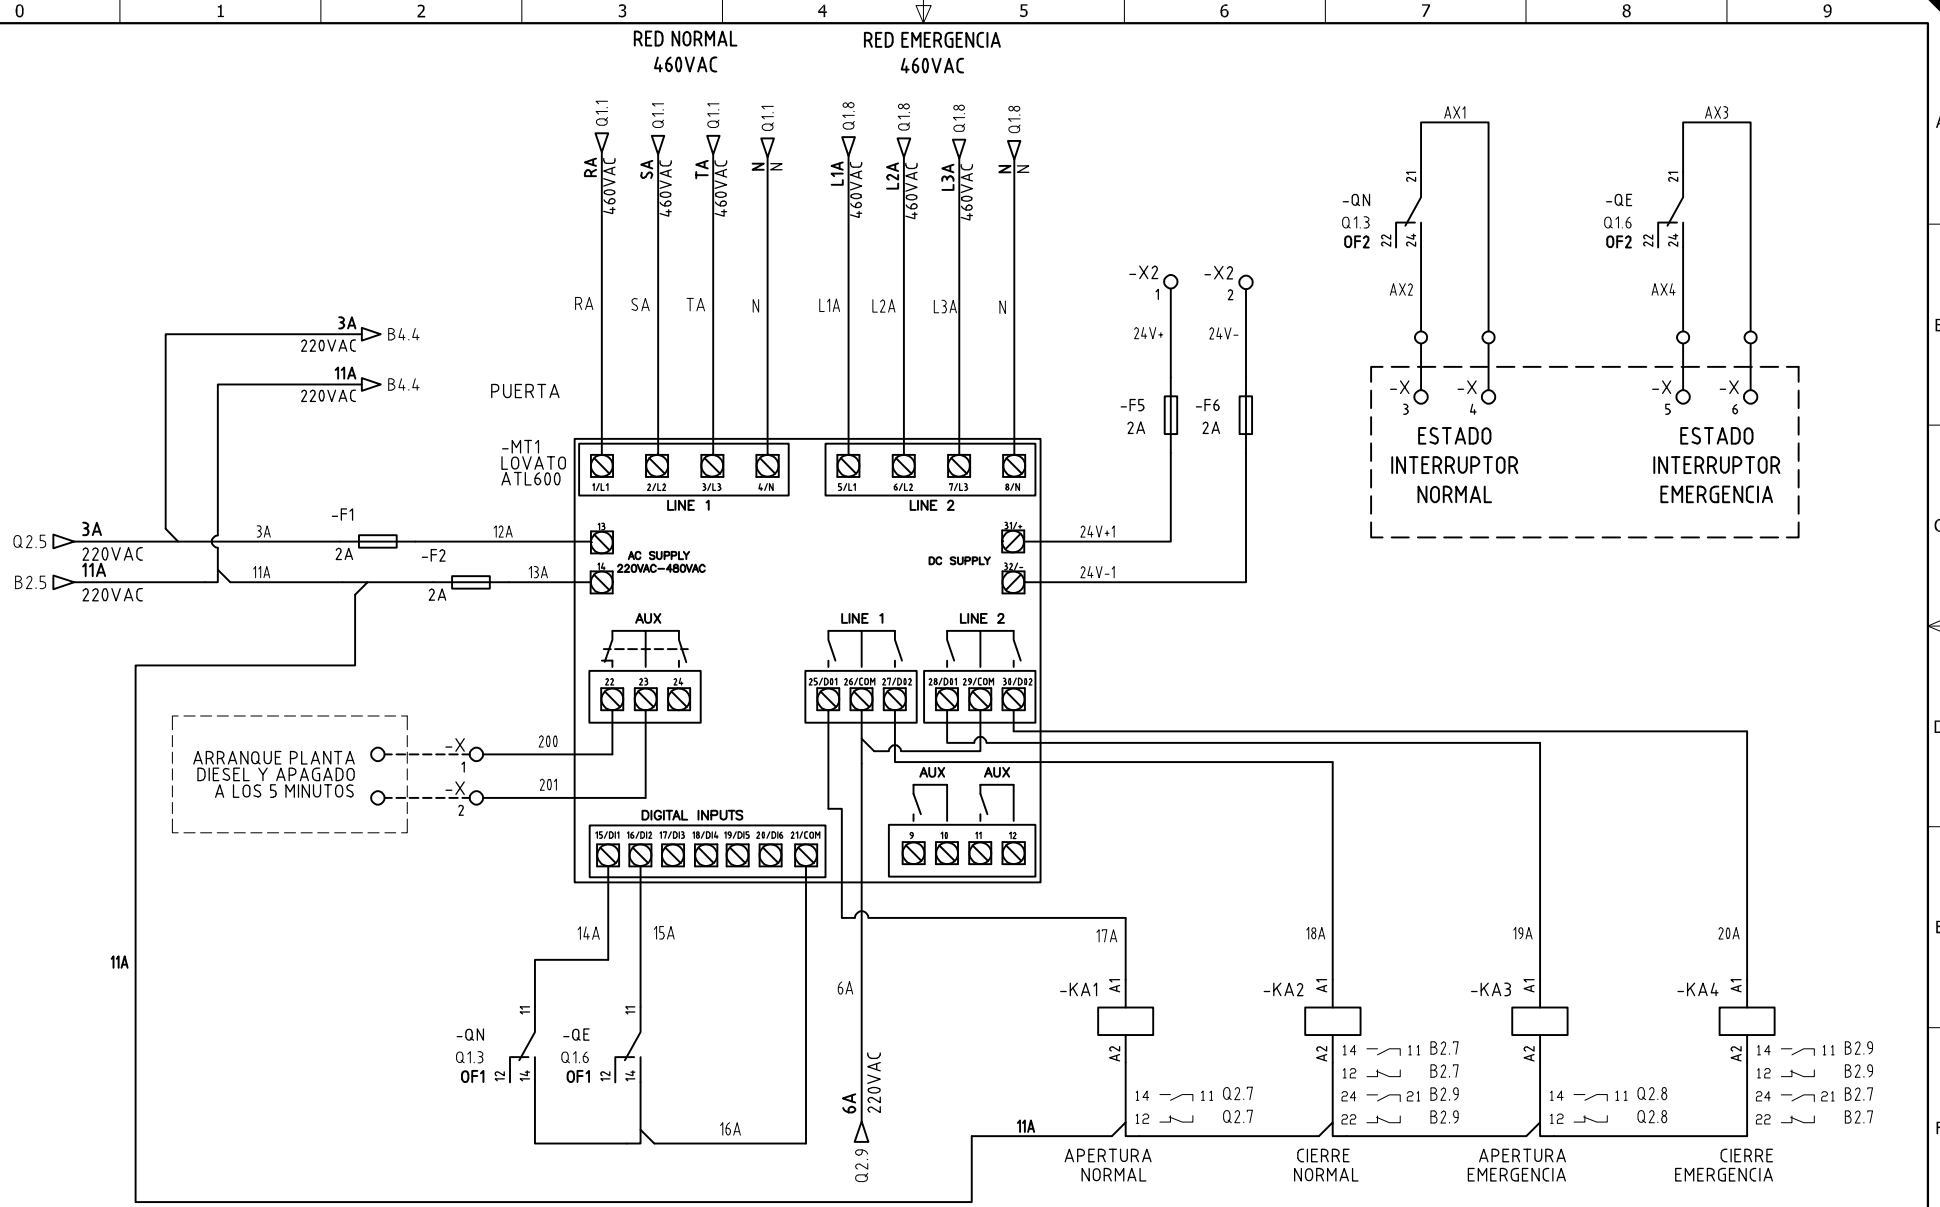 0 1 2 3 4 5 6 7 8 9
RED NORMAL
460VAC
RED EMERGENCIA
460VAC
Q1.1 Q1.1 Q1.1 Q1.1 Q1.8 Q1.8 Q1.8 Q1.8
RA SA TA N L1A L2A L3A N
460VAC 460VAC 460VAC N 460VAC 460VAC 460VAC N
RA SA TA N L1A L2A L3A N
AX1
21
-QN
Q1.3
OF2
22 24
AX2
AX3
21
-QE
Q1.6
OF2
22 24
AX4
A
B
C
D
E
F
-X2
1
24V+
-X2
2
24V-
-F5
2A
-F6
2A
3A
220VAC
B4.4
11A
220VAC
B4.4
PUERTA
-MT1
LOVATO
ATL600
1/L1 2/L2 3/L3 4/N
LINE 1
5/L1 6/L2 7/L3 8/N
LINE 2
-X
3
-X
4
ESTADO
INTERRUPTOR
NORMAL
-X
5
-X
6
ESTADO
INTERRUPTOR
EMERGENCIA
Q2.5
3A
220VAC
3A
-F1
2A
12A
13
B2.5
11A
220VAC
11A
-F2
2A
13A
14
AC SUPPLY
220VAC-480VAC
DC SUPPLY
31/+
24V+1
32/-
24V-1
AUX
22 23 24
LINE 1
25/D01 26/COM 27/D02
LINE 2
28/D01 29/COM 30/D02
ARRANQUE PLANTA
DIESEL Y APAGADO
A LOS 5 MINUTOS
-X
1
200
-X
2
201
AUX AUX
9 10 11 12
DIGITAL INPUTS
15/DI1 16/DI2 17/DI3 18/DI4 19/DI5 20/DI6 21/COM
14A
15A
11A
6A
17A
18A
19A
20A
11
-QN
Q1.3
OF1
12 14
11
-QE
Q1.6
OF1
12 14
16A
6A
220VAC
Q2.9
11A
-KA1
A1
A2
14 11 Q2.7
12 Q2.7
APERTURA
NORMAL
-KA2
A1
A2
14 11 B2.7
12 B2.7
24 21 B2.9
22 B2.9
CIERRE
NORMAL
-KA3
A1
A2
14 11 Q2.8
12 Q2.8
APERTURA
EMERGENCIA
-KA4
A1
A2
14 11 B2.9
12 B2.9
24 21 B2.7
22 B2.7
CIERRE
EMERGENCIA